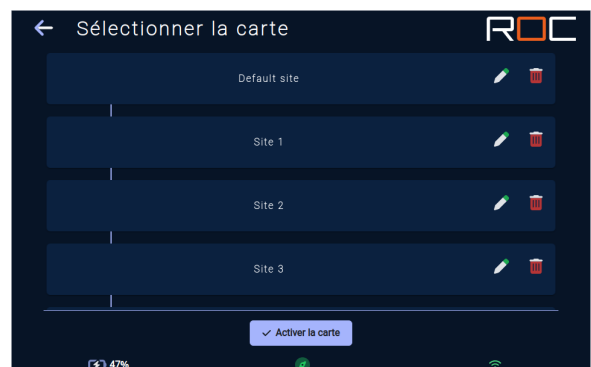 Sélectionner la carte
ROC
Default site
Site 1
Site 2
Site 3
Activer la carte
47%